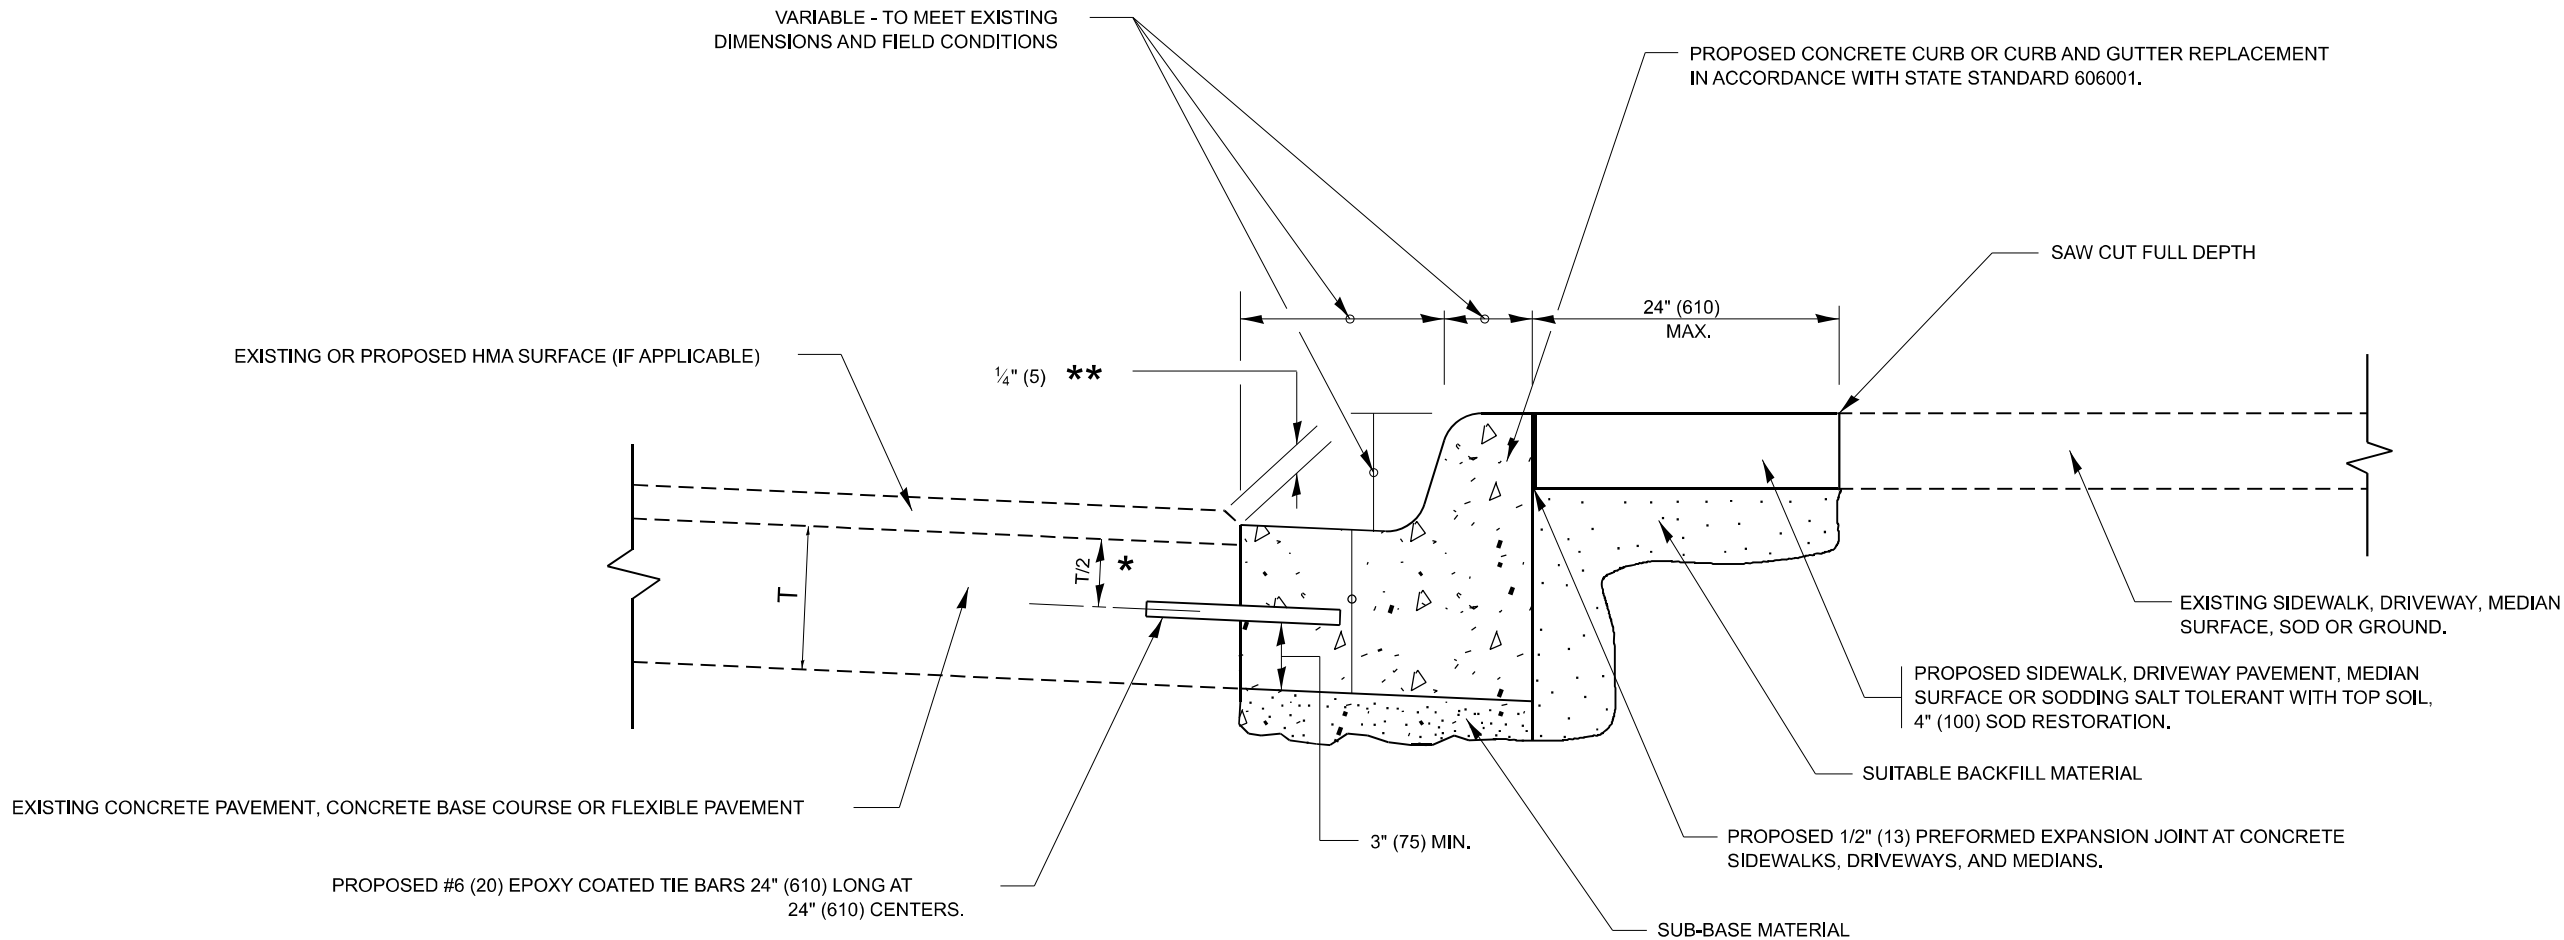 VARIABLE - TO MEET EXISTING
DIMENSIONS AND FIELD CONDITIONS
PROPOSED CONCRETE CURB OR CURB AND GUTTER REPLACEMENT
IN ACCORDANCE WITH STATE STANDARD 606001.
SAW CUT FULL DEPTH
24" (610)
MAX.
EXISTING OR PROPOSED HMA SURFACE (IF APPLICABLE)
¼" (5) **
T/2 *
T
EXISTING SIDEWALK, DRIVEWAY, MEDIAN
SURFACE, SOD OR GROUND.
PROPOSED SIDEWALK, DRIVEWAY PAVEMENT, MEDIAN
SURFACE OR SODDING SALT TOLERANT WITH TOP SOIL,
4" (100) SOD RESTORATION.
SUITABLE BACKFILL MATERIAL
EXISTING CONCRETE PAVEMENT, CONCRETE BASE COURSE OR FLEXIBLE PAVEMENT
3" (75) MIN.
PROPOSED 1/2" (13) PREFORMED EXPANSION JOINT AT CONCRETE
SIDEWALKS, DRIVEWAYS, AND MEDIANS.
PROPOSED #6 (20) EPOXY COATED TIE BARS 24" (610) LONG AT
24" (610) CENTERS.
SUB-BASE MATERIAL